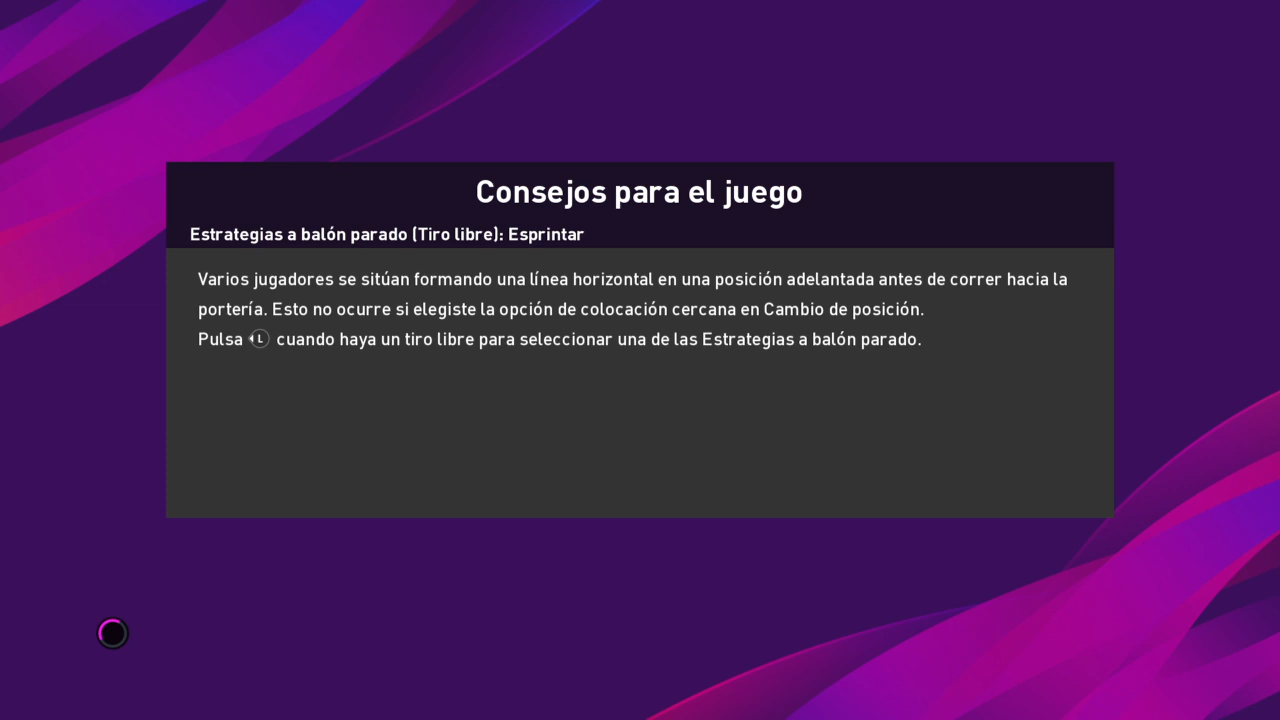 Consejos para el juego
Estrategias a balón parado (Tiro libre): Esprintar
Varios jugadores se sitúan formando una línea horizontal en una posición adelantada antes de correr hacia la
portería. Esto no ocurre si elegiste la opción de colocación cercana en Cambio de posición.
Pulsa L cuando haya un tiro libre para seleccionar una de las Estrategias a balón parado.